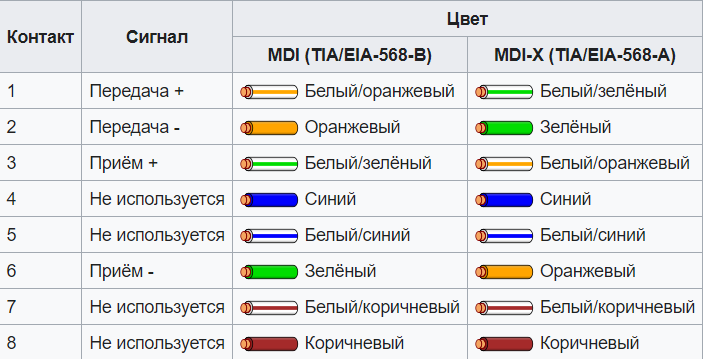 Контакт Сигнал Цвет
MDI (TIA/EIA-568-B) MDI-X (TIA/EIA-568-A)
1 Передача + Белый/оранжевый Белый/зелёный
2 Передача - Оранжевый Зелёный
3 Приём + Белый/зелёный Белый/оранжевый
4 Не используется Синий Синий
5 Не используется Белый/синий Белый/синий
6 Приём - Зелёный Оранжевый
7 Не используется Белый/коричневый Белый/коричневый
8 Не используется Коричневый Коричневый